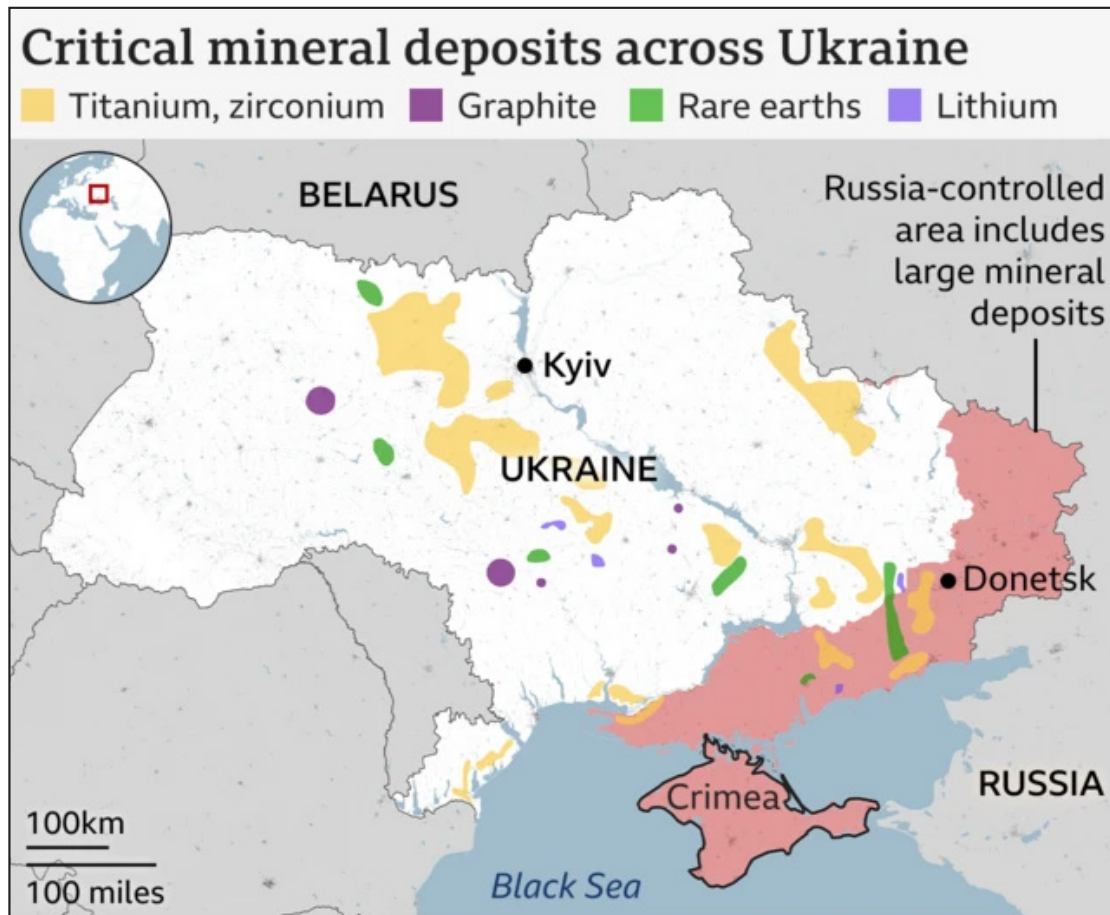 Critical mineral deposits across Ukraine
Titanium, zirconium Graphite Rare earths Lithium
BELARUS
Russia-controlled
area includes
large mineral
deposits
Kyiv
UKRAINE
Donetsk
RUSSIA
Crimea
100km
100 miles
Black Sea